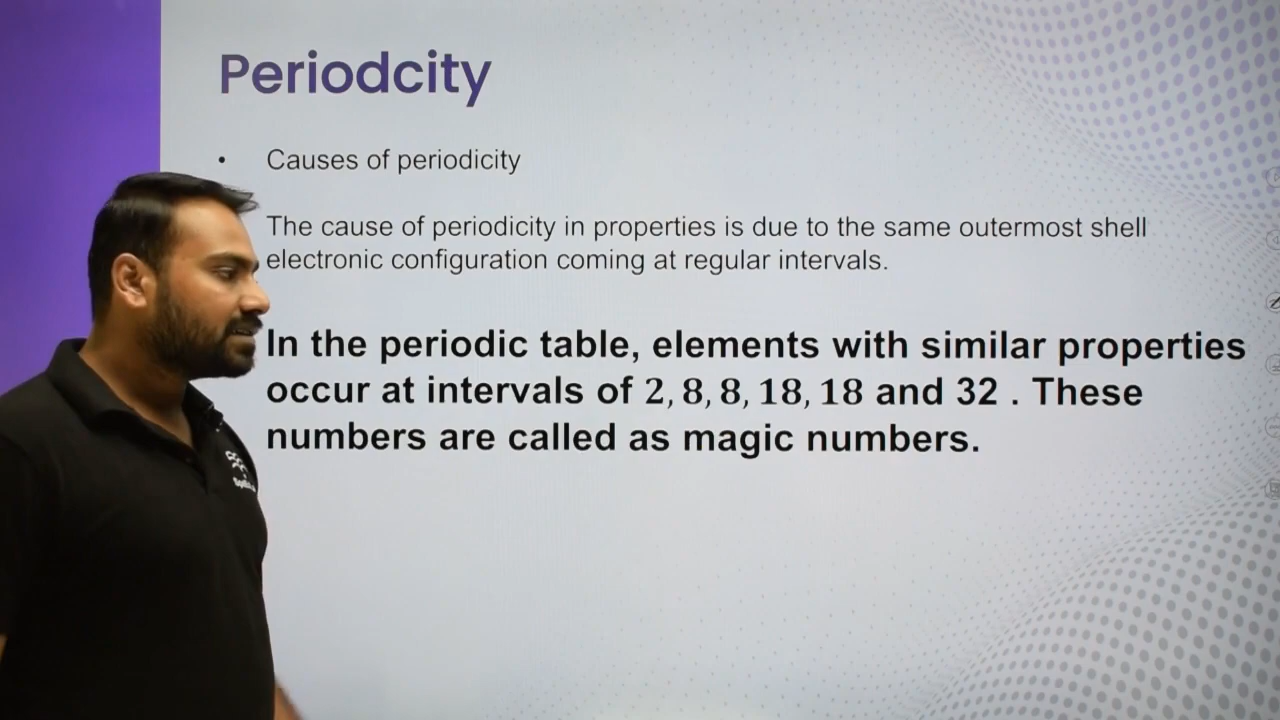 Periodcity
• Causes of periodicity
The cause of periodicity in properties is due to the same outermost shell
electronic configuration coming at regular intervals.
In the periodic table, elements with similar properties
occur at intervals of 2, 8, 8, 18, 18 and 32 . These
numbers are called as magic numbers.